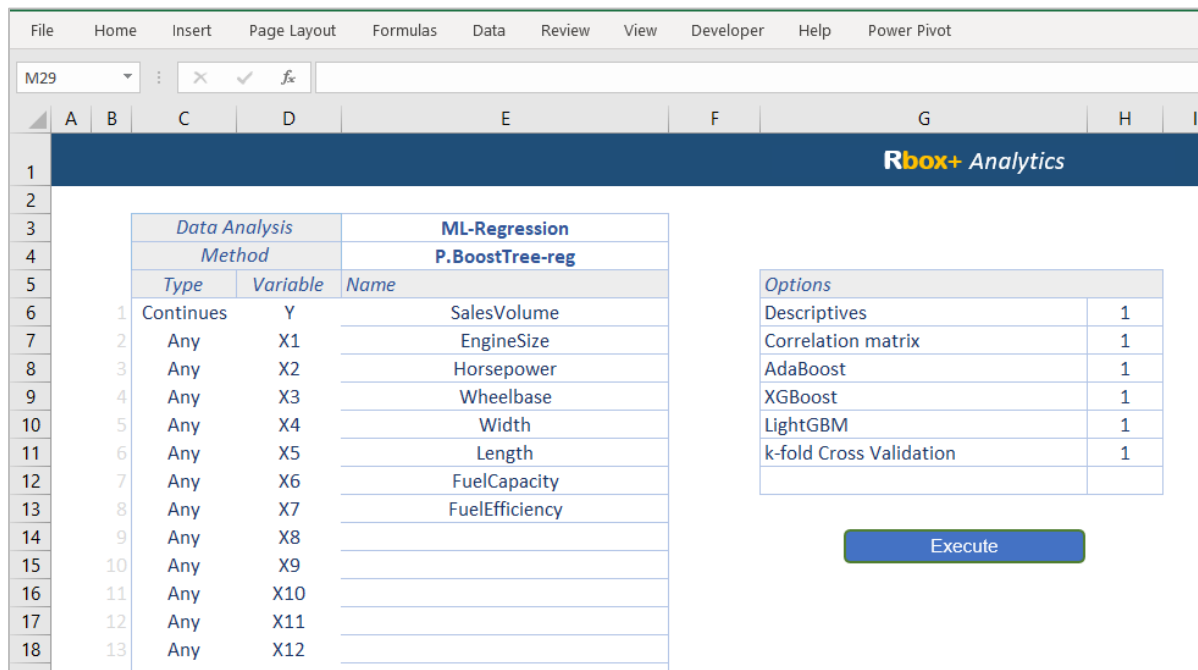 File Home Insert Page Layout Formulas Data Review View Developer Help Power Pivot
M29 fx
A B C D E F G H I
1 Rbox+ Analytics
2
3 Data Analysis ML-Regression
4 Method P.BoostTree-reg
5 Type Variable Name Options
6 1 Continues Y SalesVolume Descriptives 1
7 2 Any X1 EngineSize Correlation matrix 1
8 3 Any X2 Horsepower AdaBoost 1
9 4 Any X3 Wheelbase XGBoost 1
10 5 Any X4 Width LightGBM 1
11 6 Any X5 Length k-fold Cross Validation 1
12 7 Any X6 FuelCapacity
13 8 Any X7 FuelEfficiency
14 9 Any X8
Execute
15 10 Any X9
16 11 Any X10
17 12 Any X11
18 13 Any X12